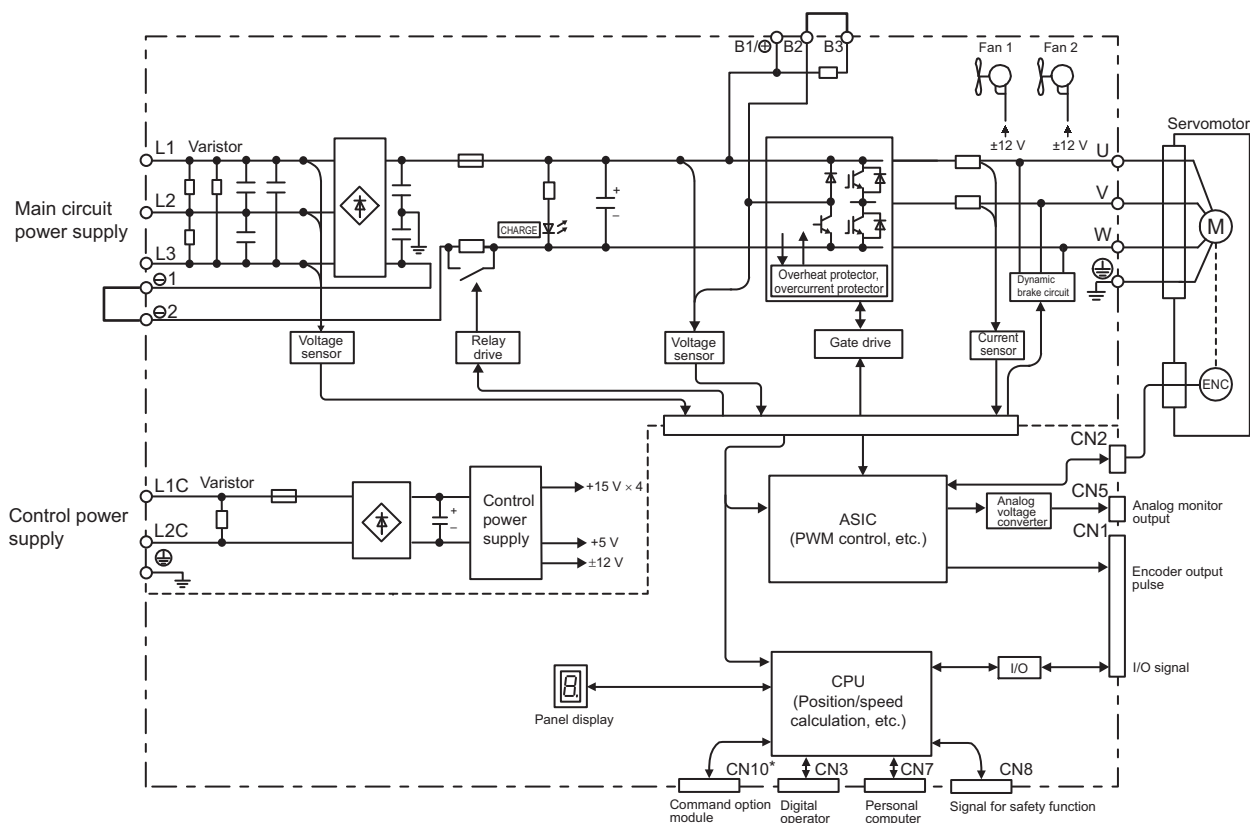 B1/⊕ B2 B3
Fan 1 Fan 2
±12 V ±12 V
Servomotor
Main circuit
power supply
L1
Varistor
L2
L3
⊖1
⊖2
CHARGE
+
–
Overheat protector,
overcurrent protector
U
V
W
M
Dynamic
brake circuit
Voltage
sensor
Relay
drive
Voltage
sensor
Gate drive
Current
sensor
ENC
Control power
supply
L1C
Varistor
L2C
+
–
Control
power
supply
+15 V × 4
+5 V
±12 V
ASIC
(PWM control, etc.)
Analog
voltage
converter
CN2
CN5
Analog monitor
output
CN1
Encoder output
pulse
I/O
I/O signal
8.
Panel display
CPU
(Position/speed
calculation, etc.)
CN10* CN3 CN7 CN8
Command option
module
Digital
operator
Personal
computer
Signal for safety function